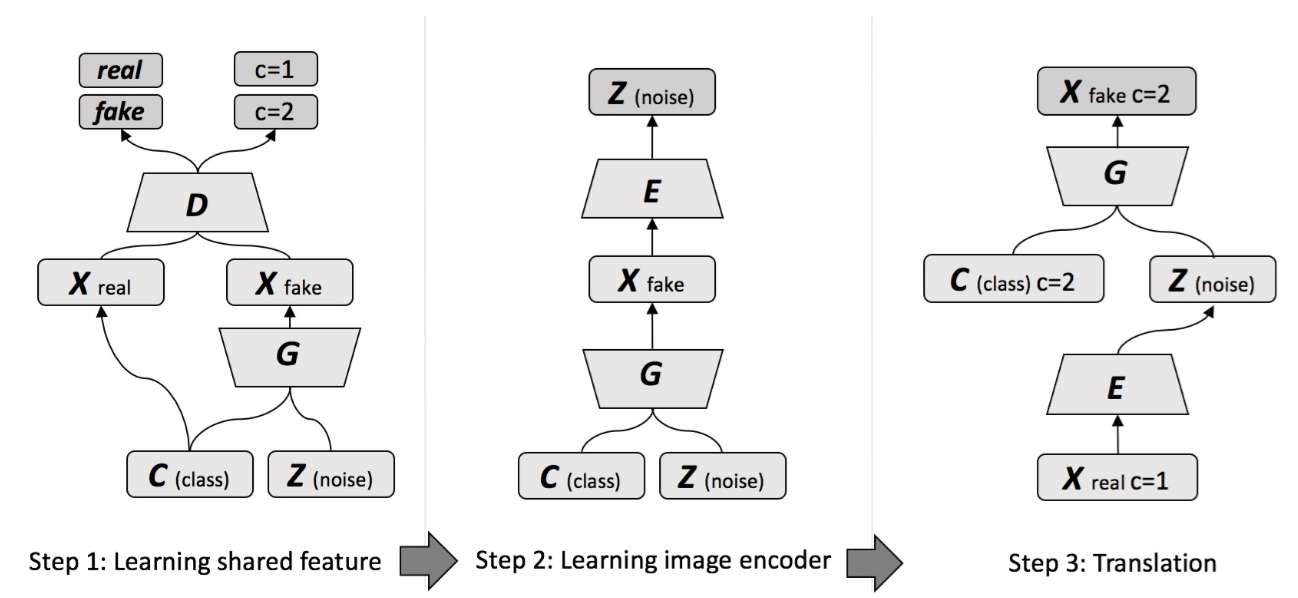 real
fake
c=1
c=2
D
X real
X fake
G
C (class)
Z (noise)
Step 1: Learning shared feature
Z (noise)
E
X fake
G
C (class)
Z (noise)
Step 2: Learning image encoder
X fake c=2
G
C (class) c=2
Z (noise)
E
X real c=1
Step 3: Translation